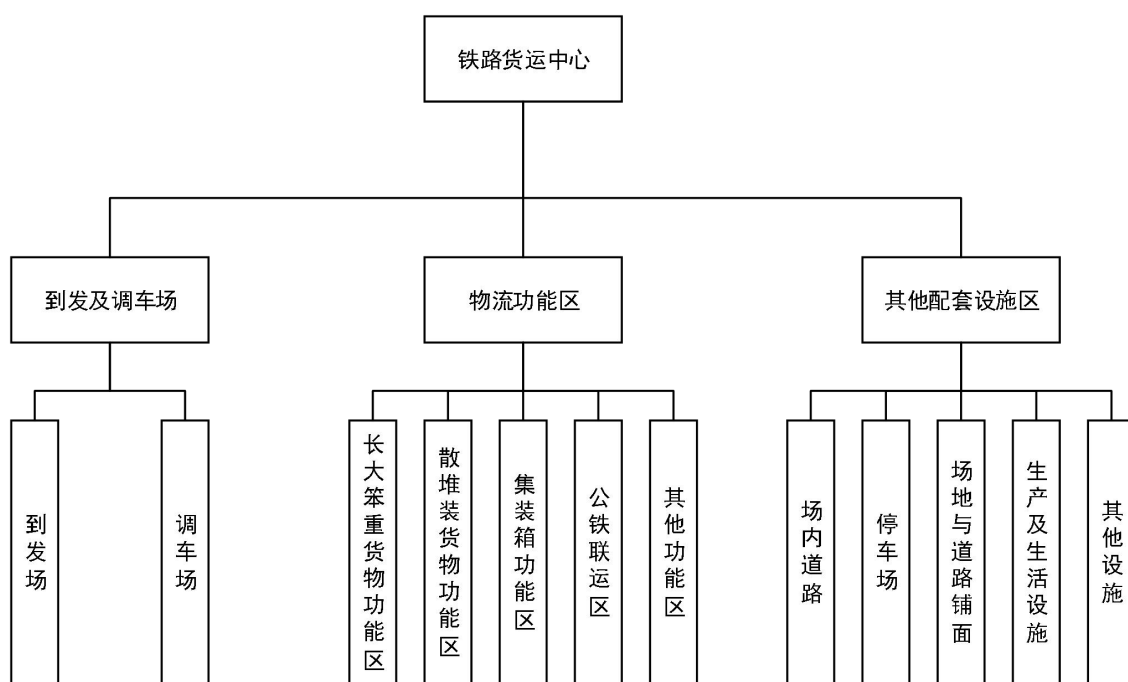 铁路货运中心
到发及调车场
物流功能区
其他配套设施区
到发场
调车场
长大笨重货物功能区
散堆装货物功能区
集装箱功能区
公铁联运区
其他功能区
场内道路
停车场
场地与道路铺面
生产及生活设施
其他设施